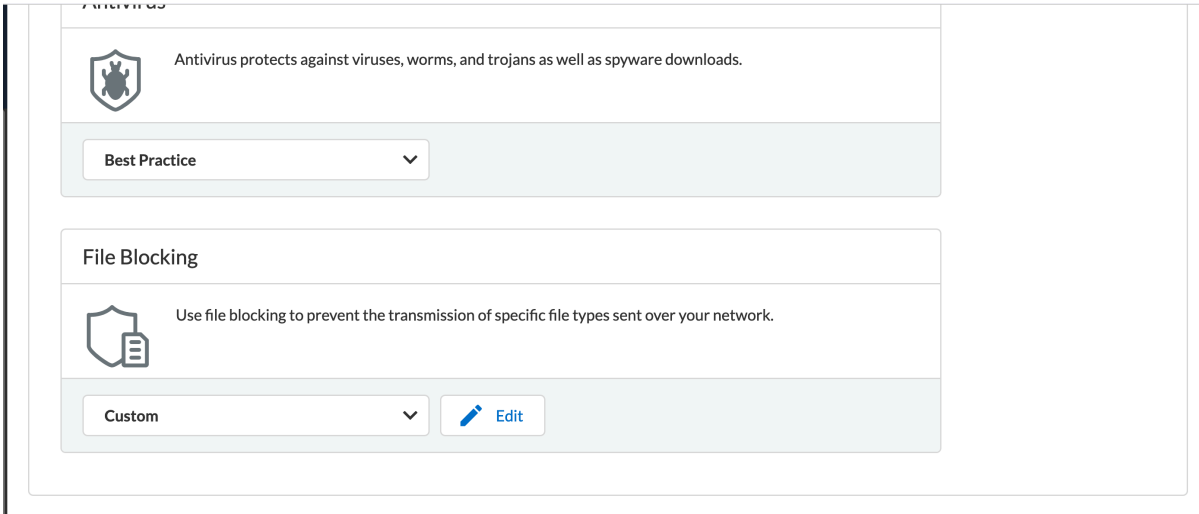 Antivirus
Antivirus protects against viruses, worms, and trojans as well as spyware downloads.
Best Practice
File Blocking
Use file blocking to prevent the transmission of specific file types sent over your network.
Custom
Edit